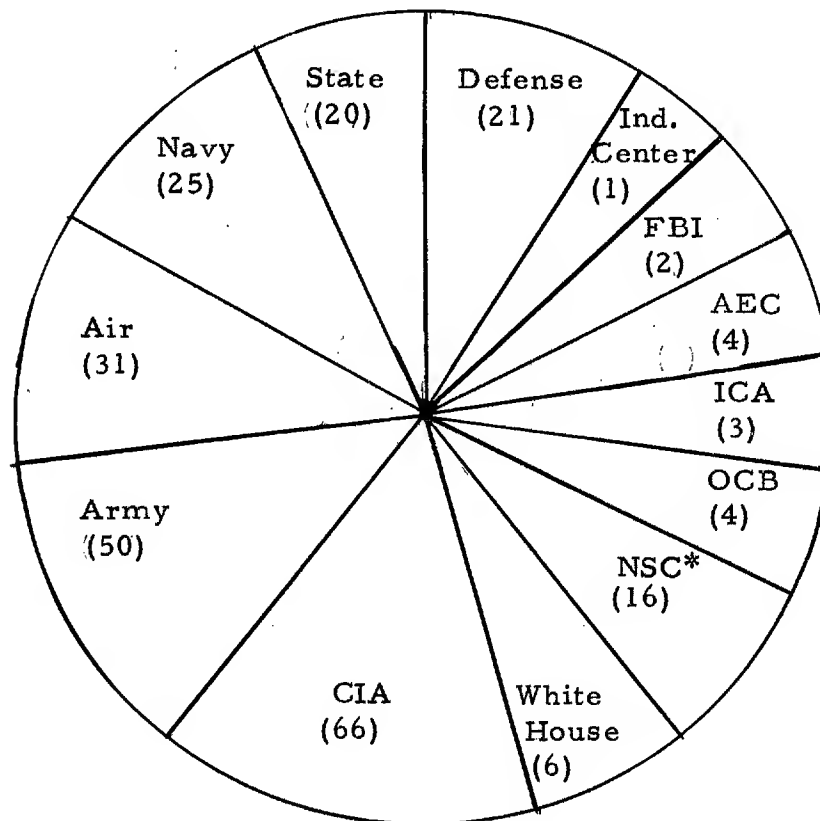 State
(20)
Defense
(21)
Ind.
Center
(1)
FBI
(2)
AEC
(4)
ICA
(3)
OCB
(4)
NSC*
(16)
White
House
(6)
CIA
(66)
Army
(50)
Air
(31)
Navy
(25)